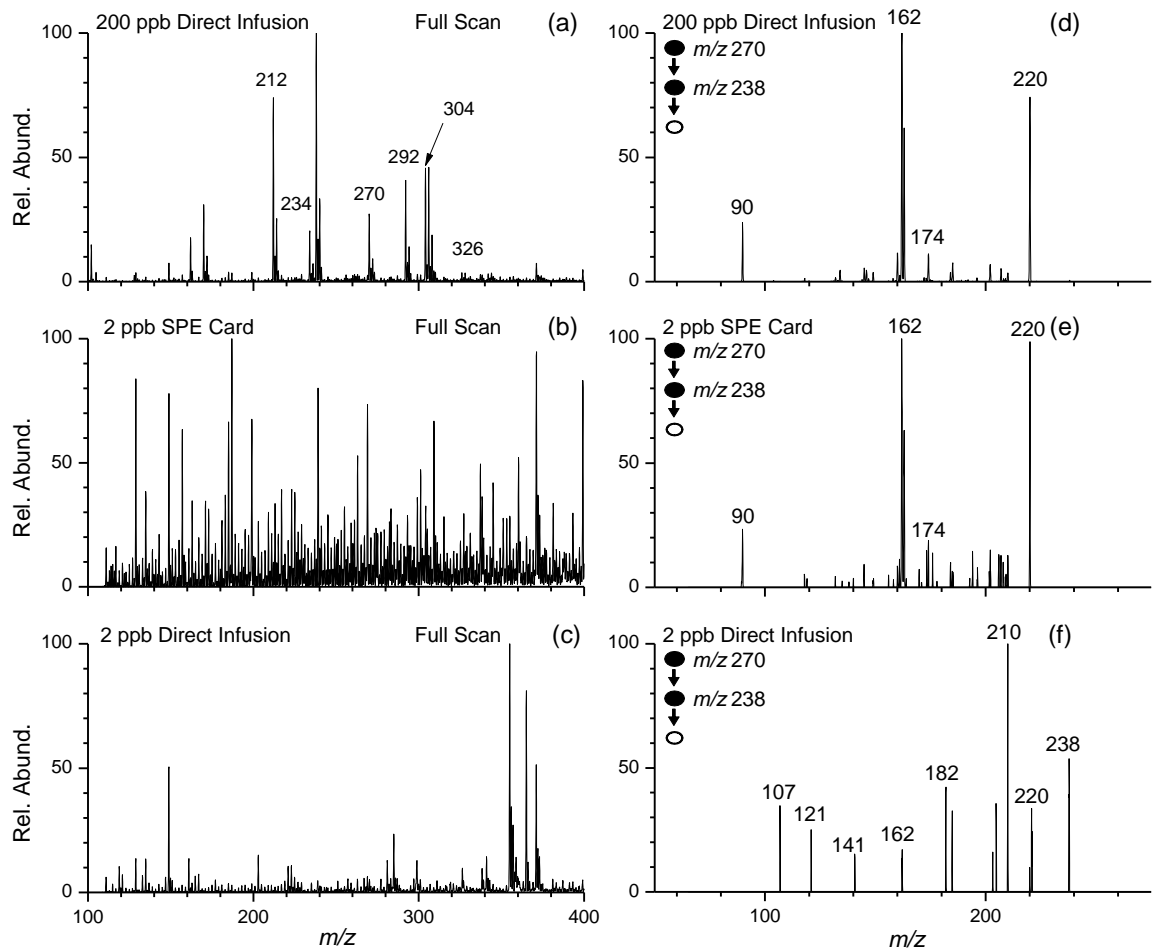 200 ppb Direct Infusion Full Scan (a)
100
50
0
Rel. Abund.
212
234
270
292
304
326
200 ppb Direct Infusion (d)
m/z 270
m/z 238
100
50
0
90
162
174
220
2 ppb SPE Card Full Scan (b)
100
50
0
Rel. Abund.
2 ppb SPE Card (e)
m/z 270
m/z 238
100
50
0
90
162
174
220
2 ppb Direct Infusion Full Scan (c)
100
50
0
Rel. Abund.
100 200 300 400
m/z
2 ppb Direct Infusion (f)
m/z 270
m/z 238
100
50
0
107
121
141
162
182
210
220
238
100 200
m/z